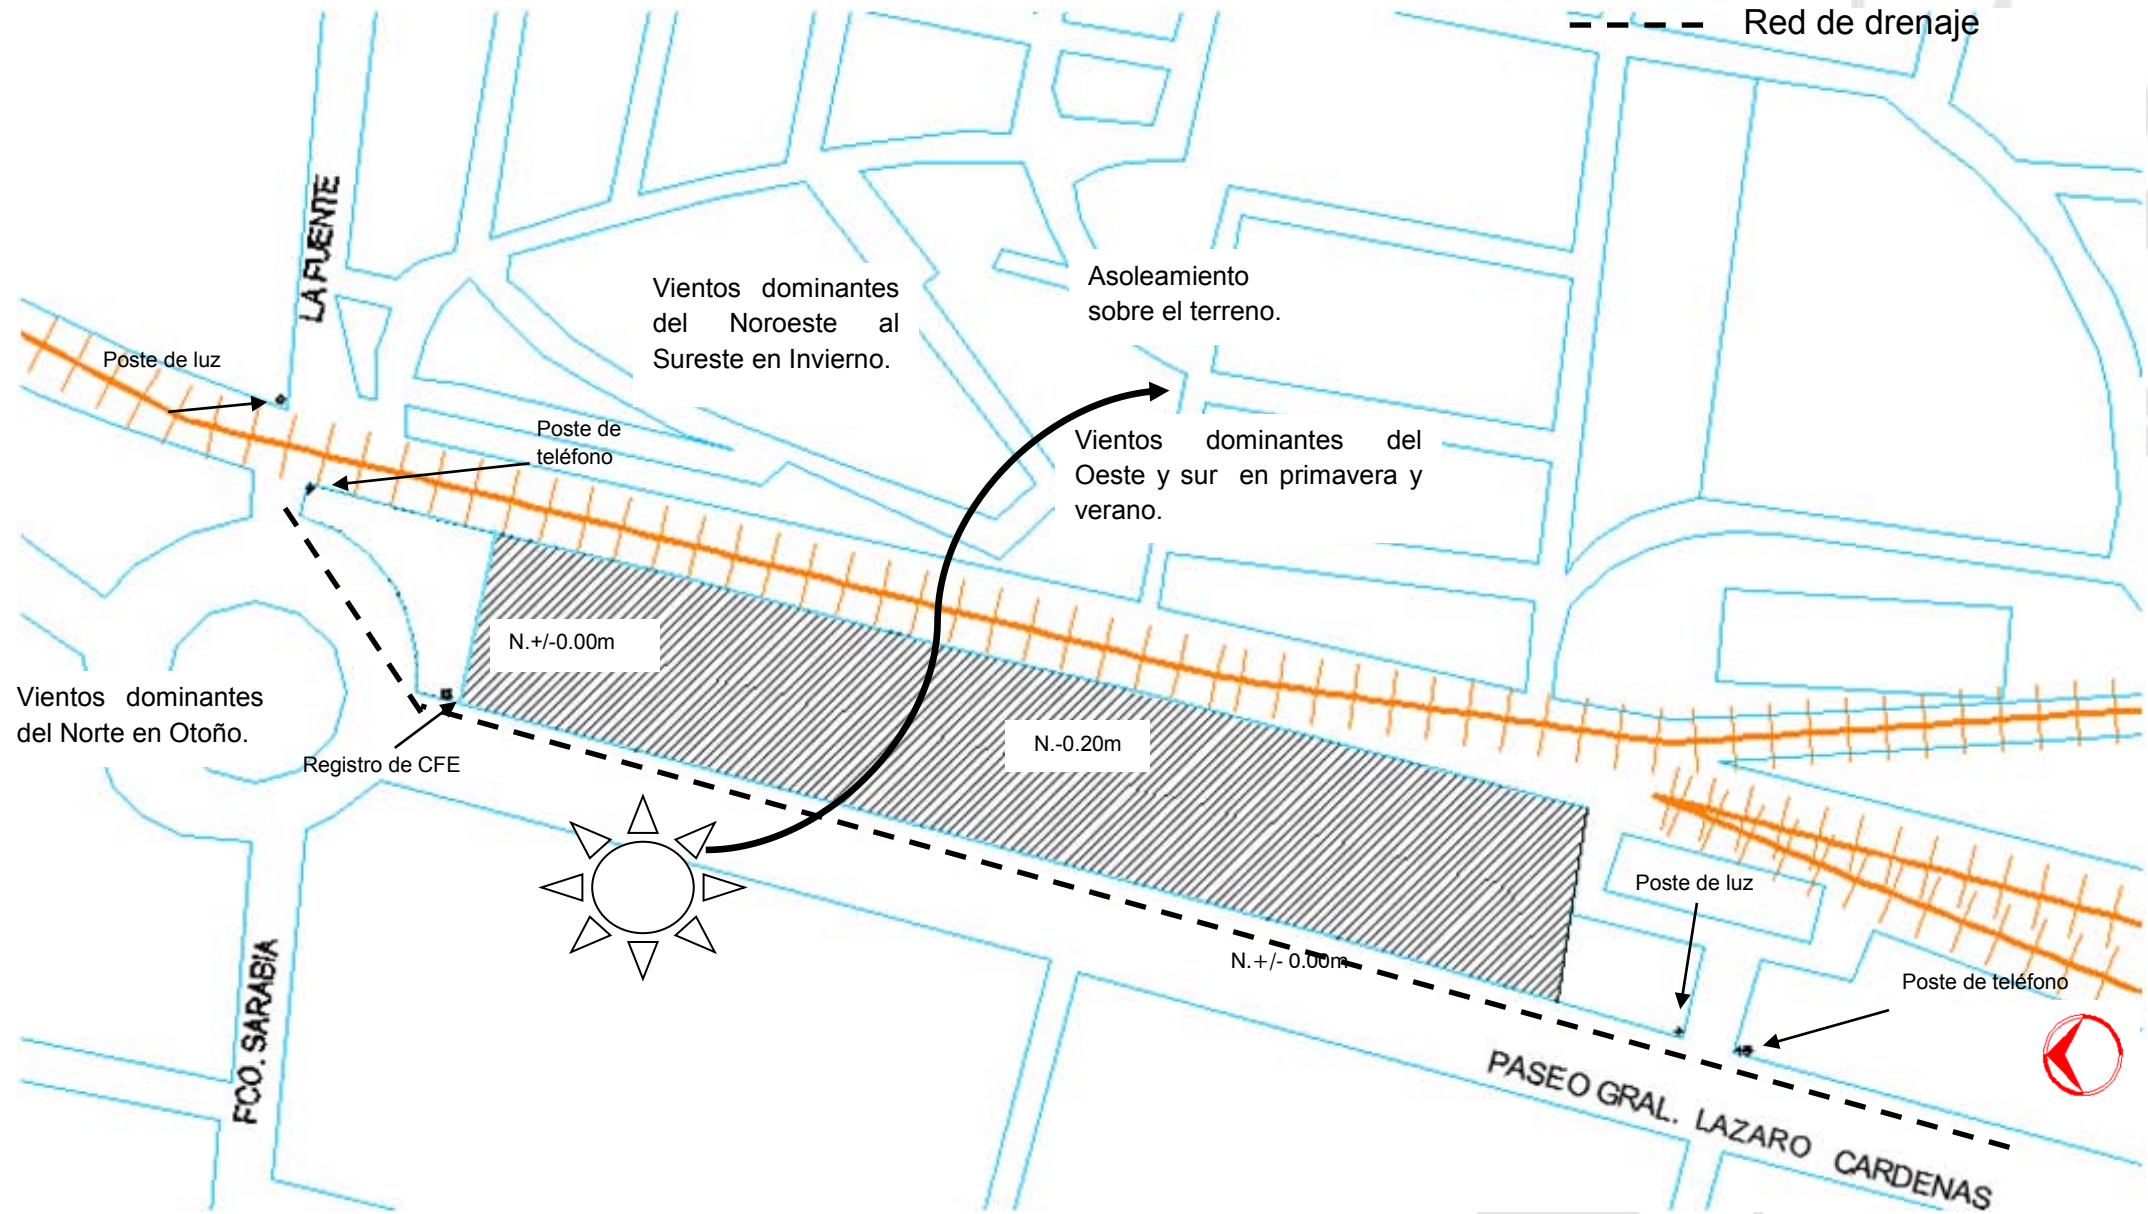 Red de drenaje
LA FUENTE
Vientos dominantes
del Noroeste al
Sureste en Invierno.
Asoleamiento
sobre el terreno.
Poste de luz
Poste de
teléfono
Vientos dominantes del
Oeste y sur en primavera y
verano.
N.+/-0.00m
Vientos dominantes
del Norte en Otoño.
Registro de CFE
N.-0.20m
Poste de luz
N.+/- 0.00m
Poste de teléfono
FCO. SARABIA
PASEO GRAL. LAZARO CARDENAS